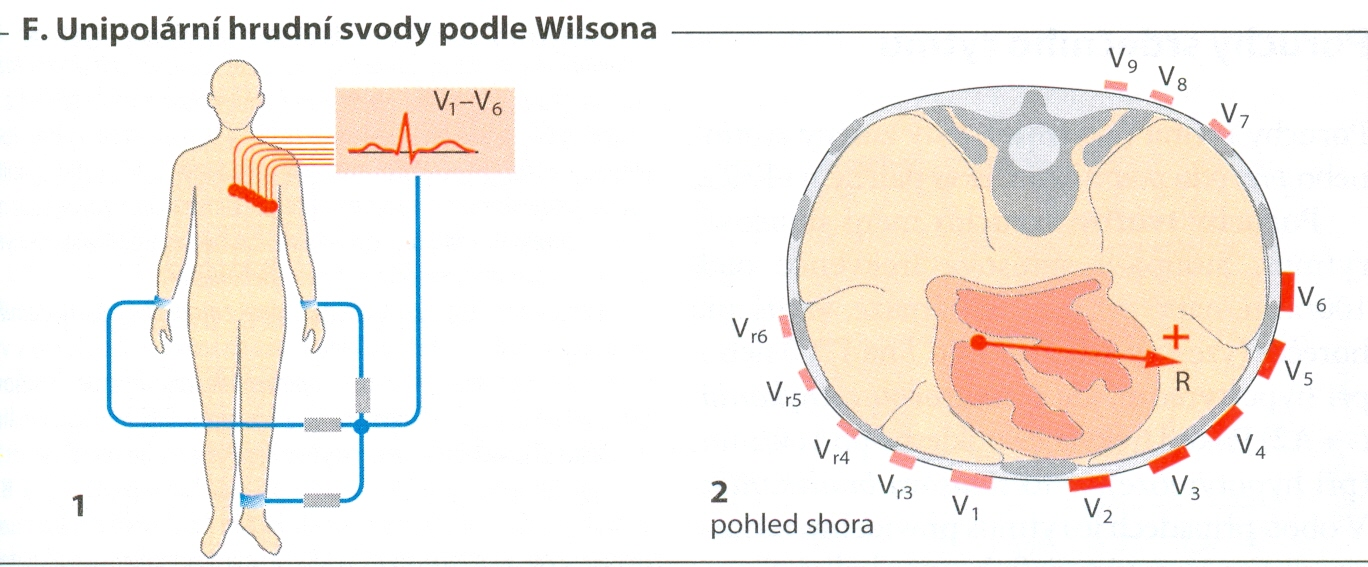 F. Unipolární hrudní svody podle Wilsona
V₁–V₆
1
V₉
V₈
V₇
V₆
V₅
V₄
V₃
V₂
V₁
Vr3
Vr4
Vr5
Vr6
+
R
2
pohled shora